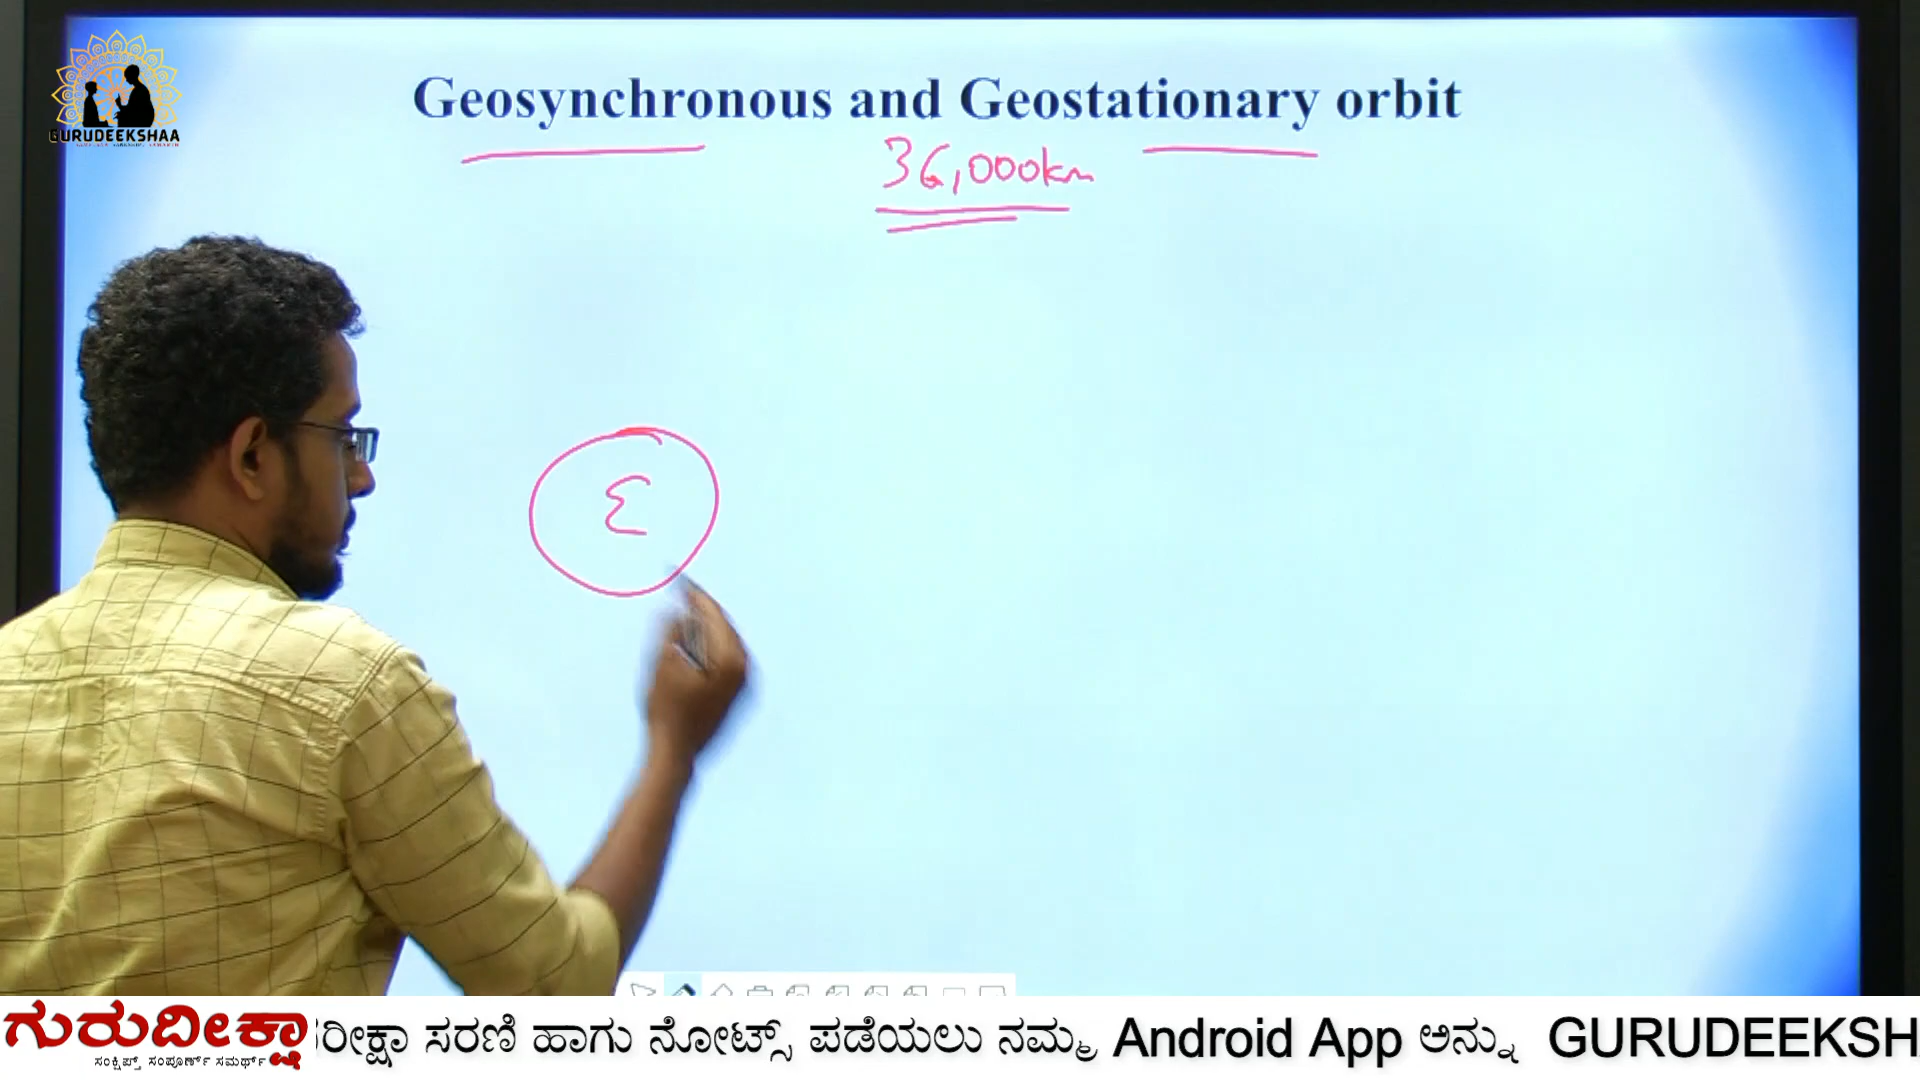 GURUDEEKSHAA
Geosynchronous and Geostationary orbit
36,000km
E
ಗುರುದೀಕ್ಷಾ
ಸಂಕ್ಷಿಪ್ತ್ ಸಂಪೂರ್ಣ್ ಸಮರ್ಥ್
ರೀಕ್ಷಾ ಸರಣಿ ಹಾಗು ನೋಟ್ಸ್ ಪಡೆಯಲು ನಮ್ಮ Android App ಅನ್ನು GURUDEEKSH